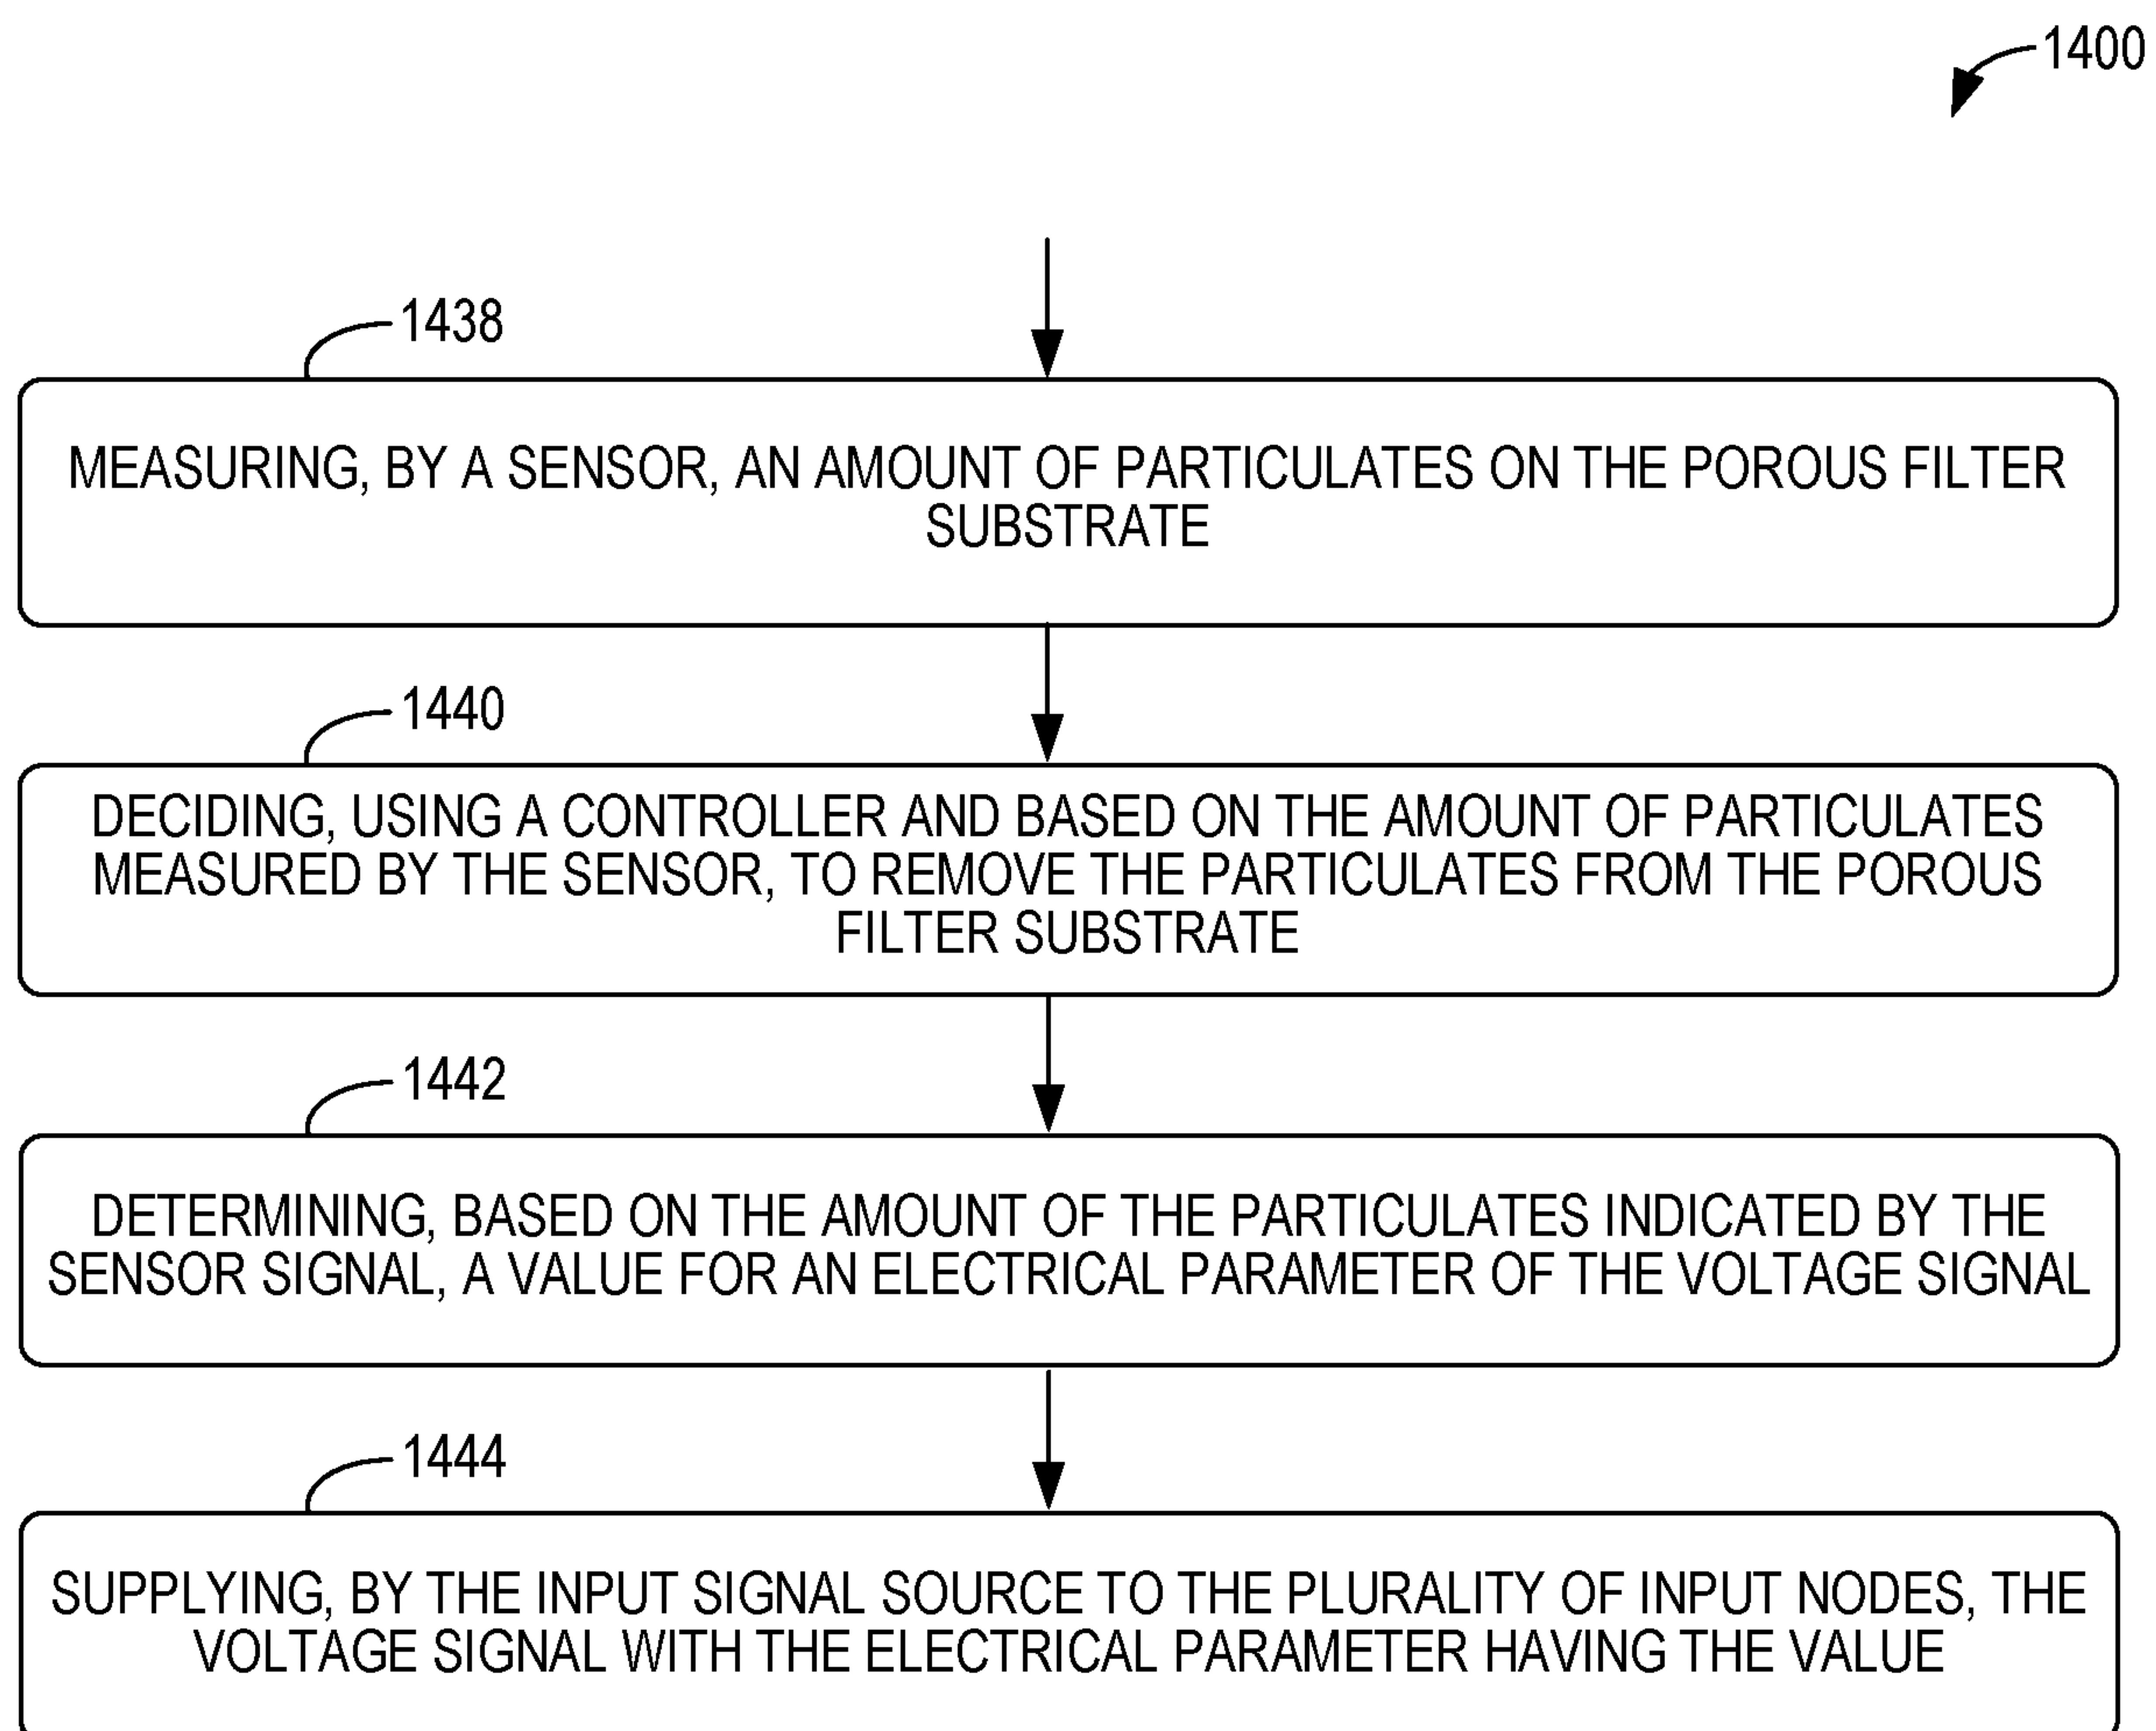 1400
1438
MEASURING, BY A SENSOR, AN AMOUNT OF PARTICULATES ON THE POROUS FILTER
SUBSTRATE
1440
DECIDING, USING A CONTROLLER AND BASED ON THE AMOUNT OF PARTICULATES
MEASURED BY THE SENSOR, TO REMOVE THE PARTICULATES FROM THE POROUS
FILTER SUBSTRATE
1442
DETERMINING, BASED ON THE AMOUNT OF THE PARTICULATES INDICATED BY THE
SENSOR SIGNAL, A VALUE FOR AN ELECTRICAL PARAMETER OF THE VOLTAGE SIGNAL
1444
SUPPLYING, BY THE INPUT SIGNAL SOURCE TO THE PLURALITY OF INPUT NODES, THE
VOLTAGE SIGNAL WITH THE ELECTRICAL PARAMETER HAVING THE VALUE